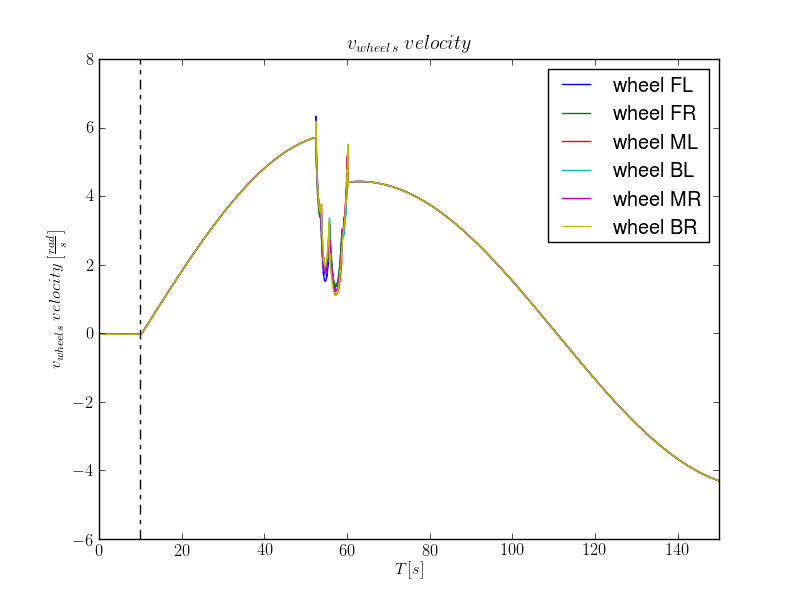 v_wheels velocity
8
6
4
2
0
−2
−4
−6
0 20 40 60 80 100 120 140
T[s]
v_wheels velocity [rad/s]
wheel FL
wheel FR
wheel ML
wheel BL
wheel MR
wheel BR